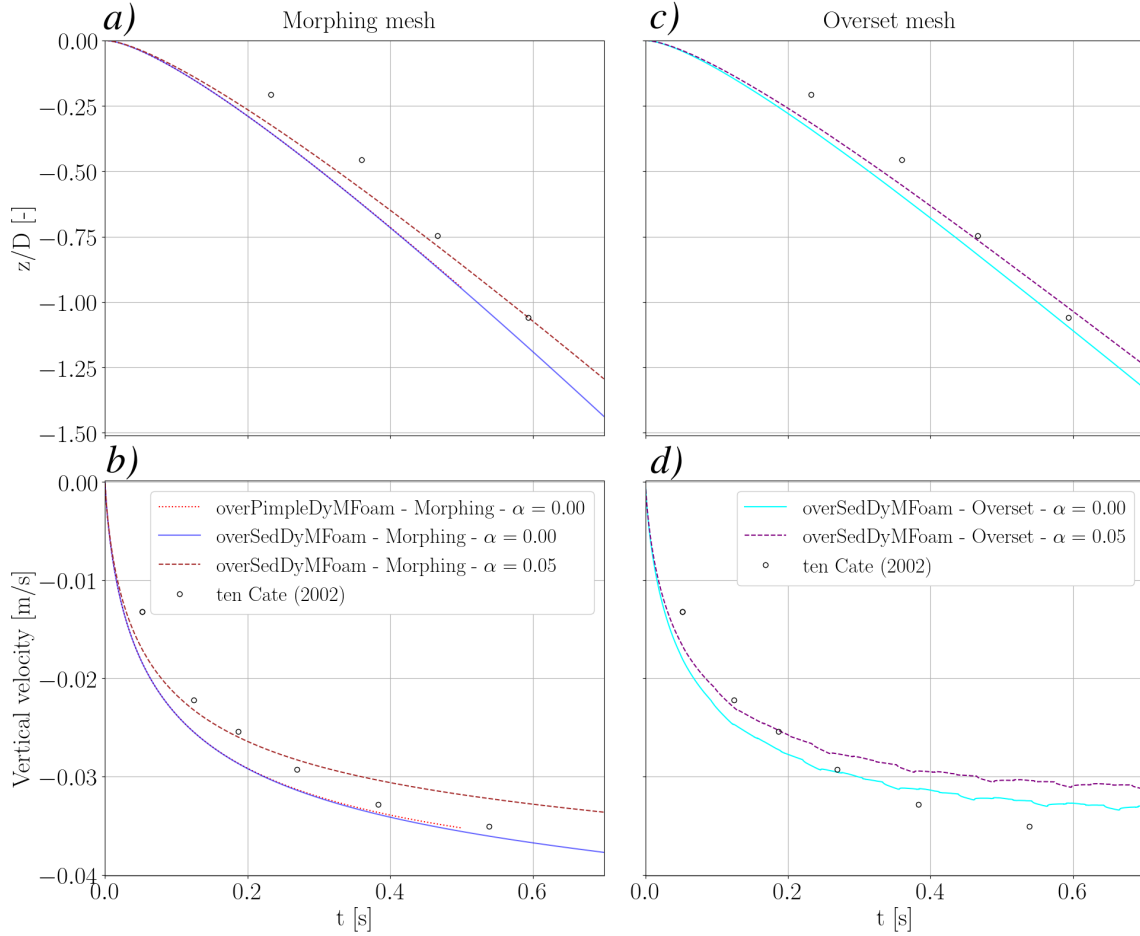 a)
Morphing mesh
c)
Overset mesh
0.00
−0.25
−0.50
−0.75
−1.00
−1.25
−1.50
z/D [-]
b)
d)
0.00
−0.01
−0.02
−0.03
−0.04
Vertical velocity [m/s]
overPimpleDyMFoam - Morphing - α = 0.00
overSedDyMFoam - Morphing - α = 0.00
overSedDyMFoam - Morphing - α = 0.05
ten Cate (2002)
overSedDyMFoam - Overset - α = 0.00
overSedDyMFoam - Overset - α = 0.05
ten Cate (2002)
0.0 0.2 0.4 0.6
t [s]
0.0 0.2 0.4 0.6
t [s]